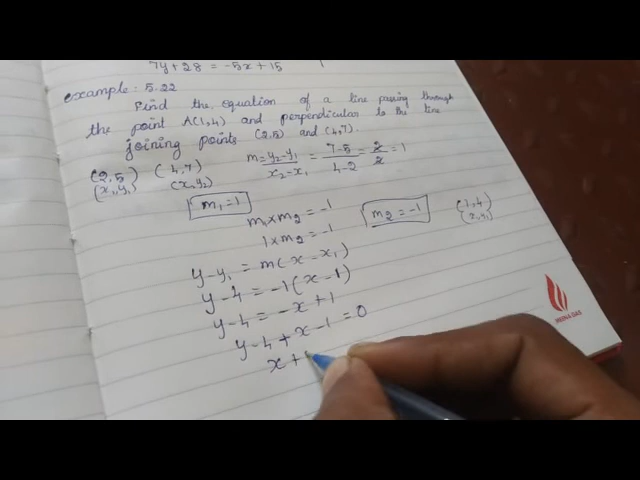 7y + 28 = -5x + 15
example: 5.22
Find the equation of a line passing through
the point A(1,4) and perpendicular to the line
joining points (2,5) and (4,7).
(2,5) (4,7) m = y2-y1 / x2-x1 = 7-5 / 4-2 = 2/2 = 1
(x1,y1) (x2,y2)
m1 = 1
m1 x m2 = -1 m2 = -1 (1,4)
1 x m2 = -1 (x1,y1)
y - y1 = m(x - x1)
y - 4 = -1(x - 1)
y - 4 = -x + 1
y - 4 + x - 1 = 0
x +
MEENA DAS